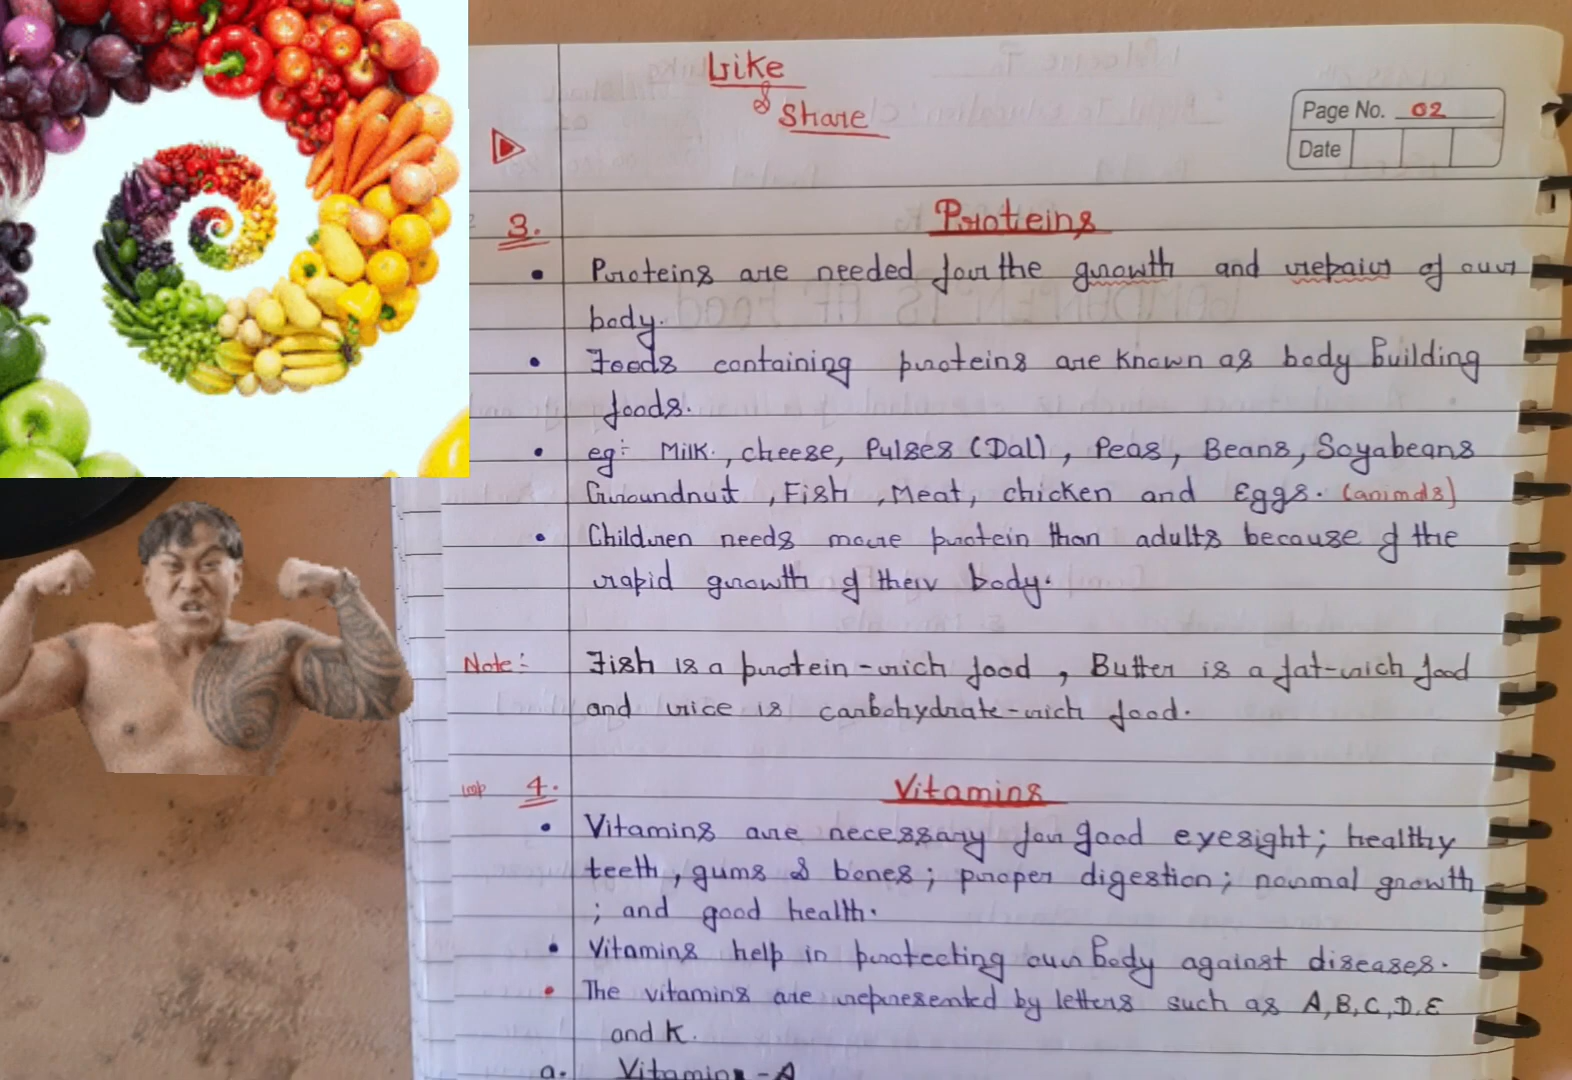 Like
& Share
Page No. 02
Date
3. Proteins
• Proteins are needed for the growth and repair of our
body.
• Foods containing proteins are known as body building
foods.
• eg:- Milk, cheese, Pulses (Dal), Peas, Beans, Soyabeans
Groundnut, Fish, Meat, chicken and Eggs. (animals)
• Children needs more protein than adults because of the
rapid growth of their body.
Note:- Fish is a protein-rich food, Butter is a fat-rich food
and rice is carbohydrate-rich food.
Imp 4. Vitamins
• Vitamins are necessary for good eyesight; healthy
teeth, gums & bones; proper digestion; normal growth
; and good health.
• Vitamins help in protecting our body against diseases.
• The vitamins are represented by letters such as A, B, C, D, E
and K.
a. Vitamin - A